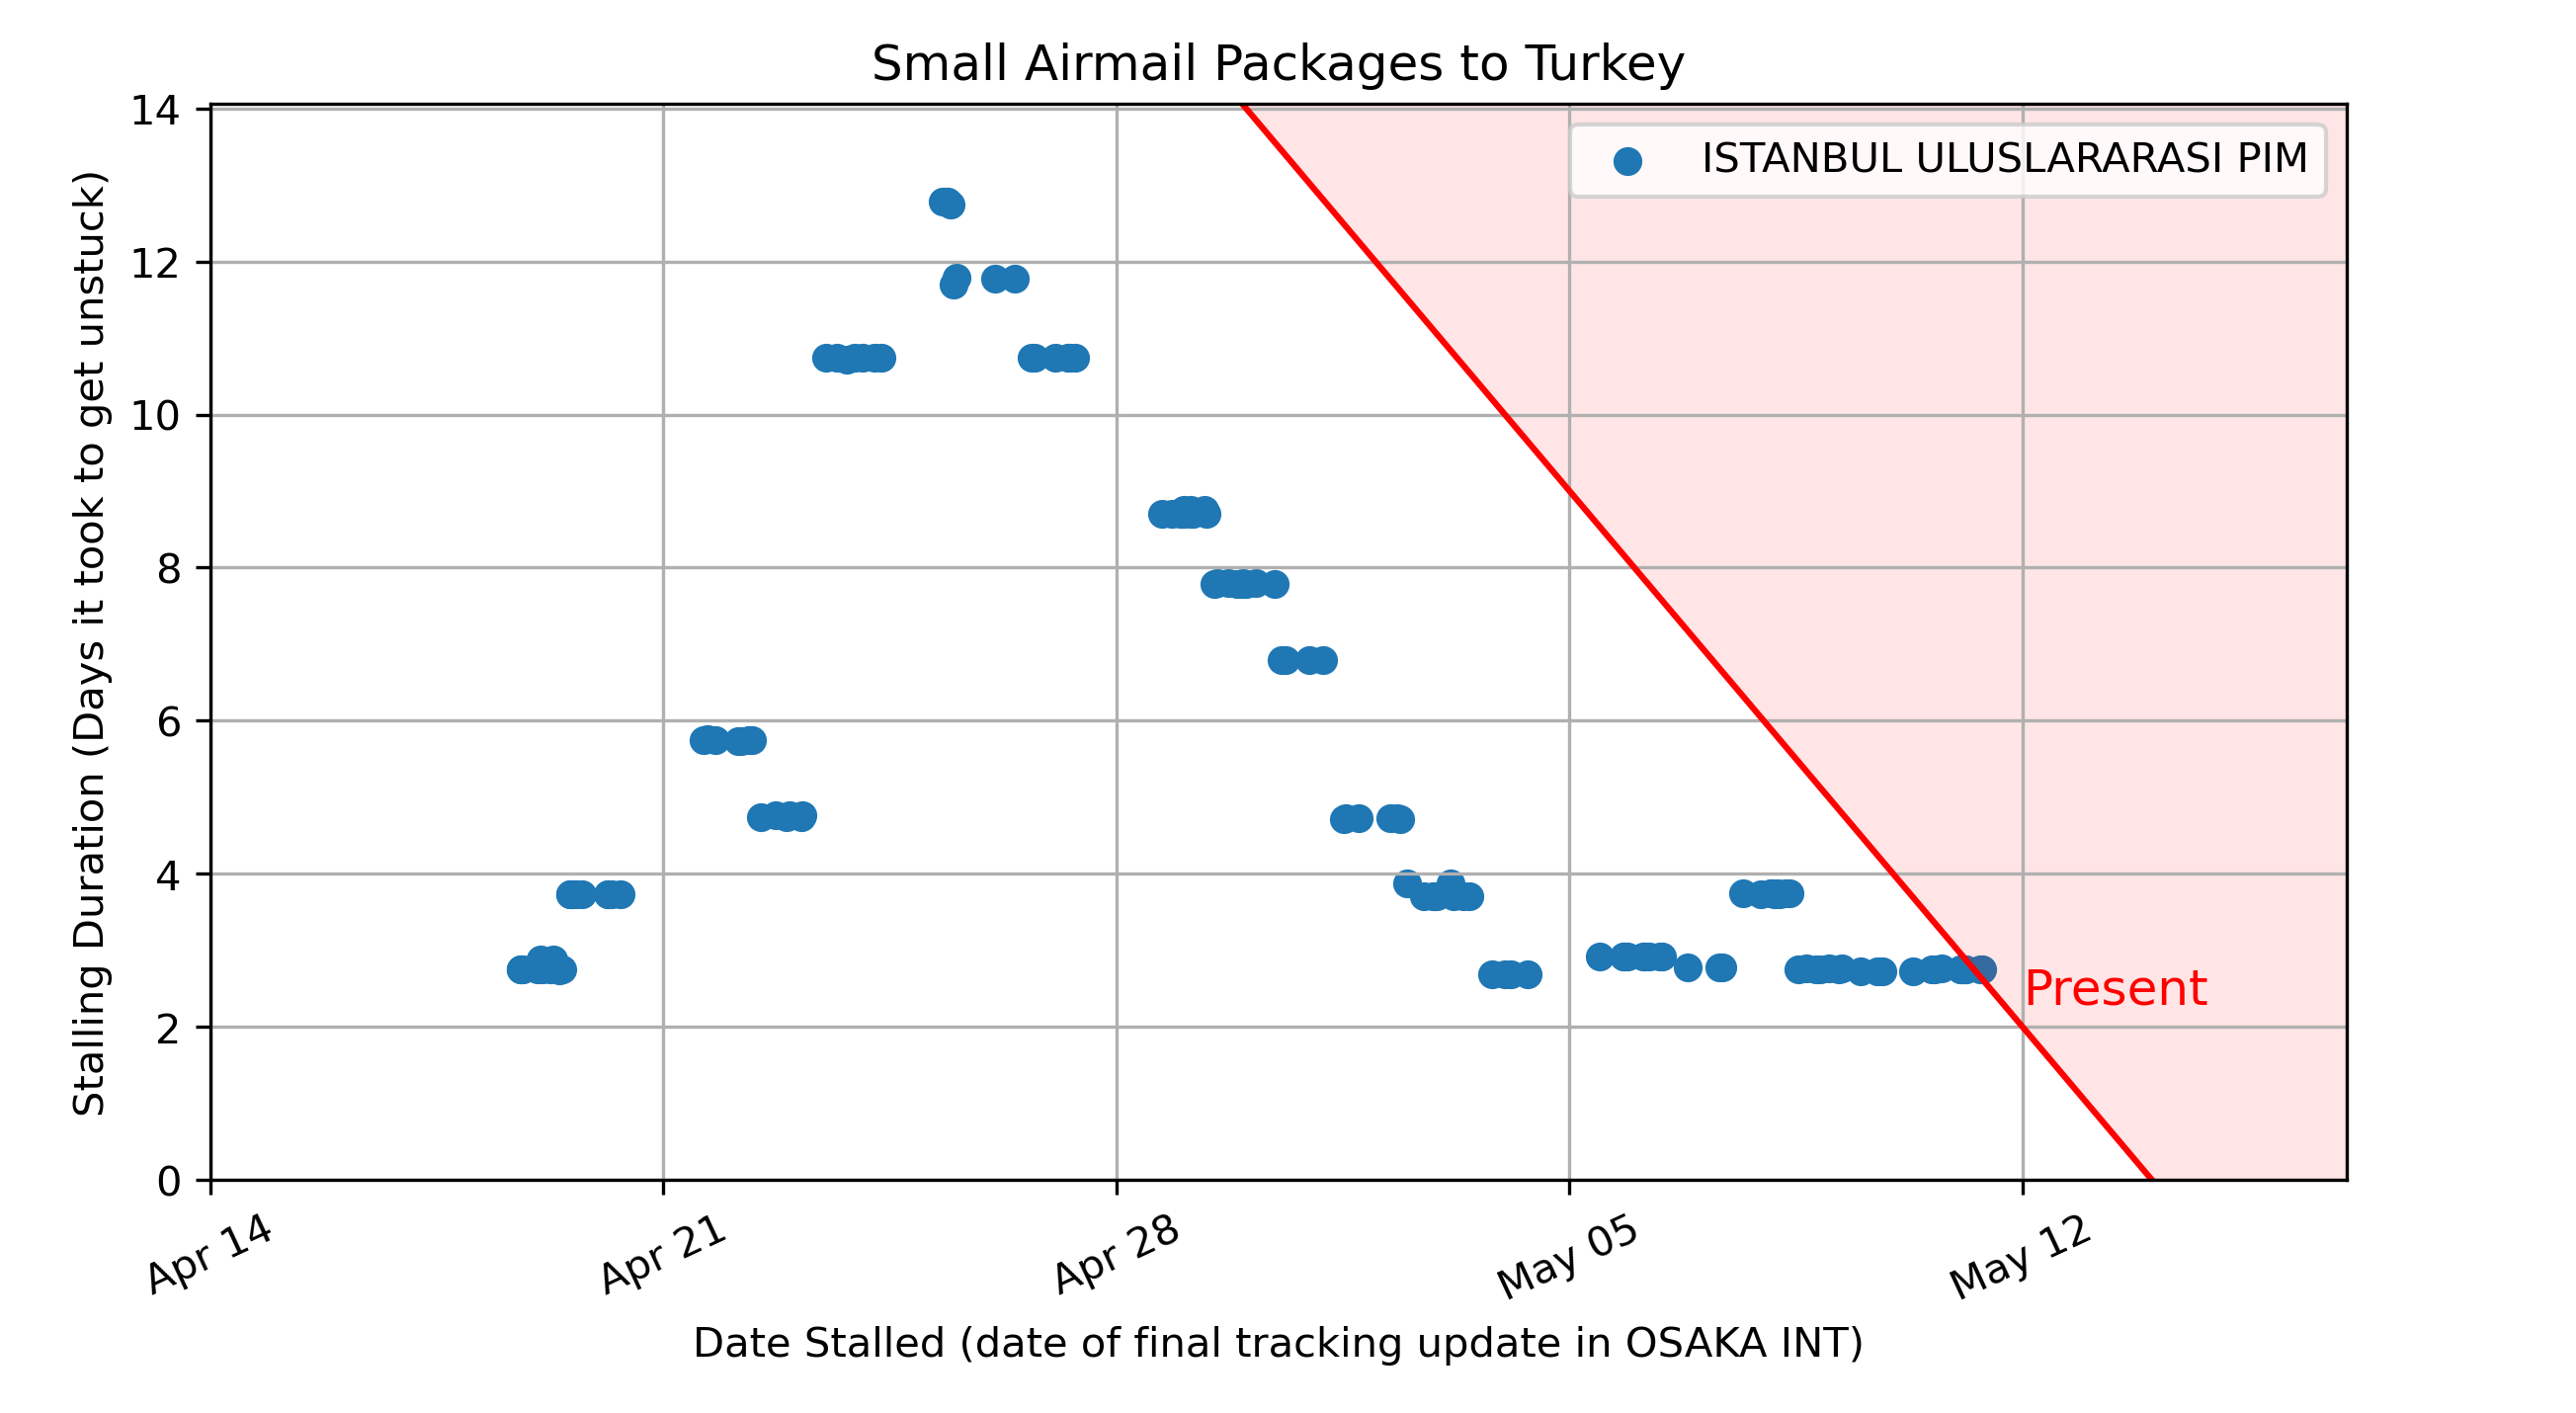 Small Airmail Packages to Turkey
ISTANBUL ULUSLARARASI PIM
Stalling Duration (Days it took to get unstuck)
14
12
10
8
6
4
2
0
Present
Apr 14
Apr 21
Apr 28
May 05
May 12
Date Stalled (date of final tracking update in OSAKA INT)